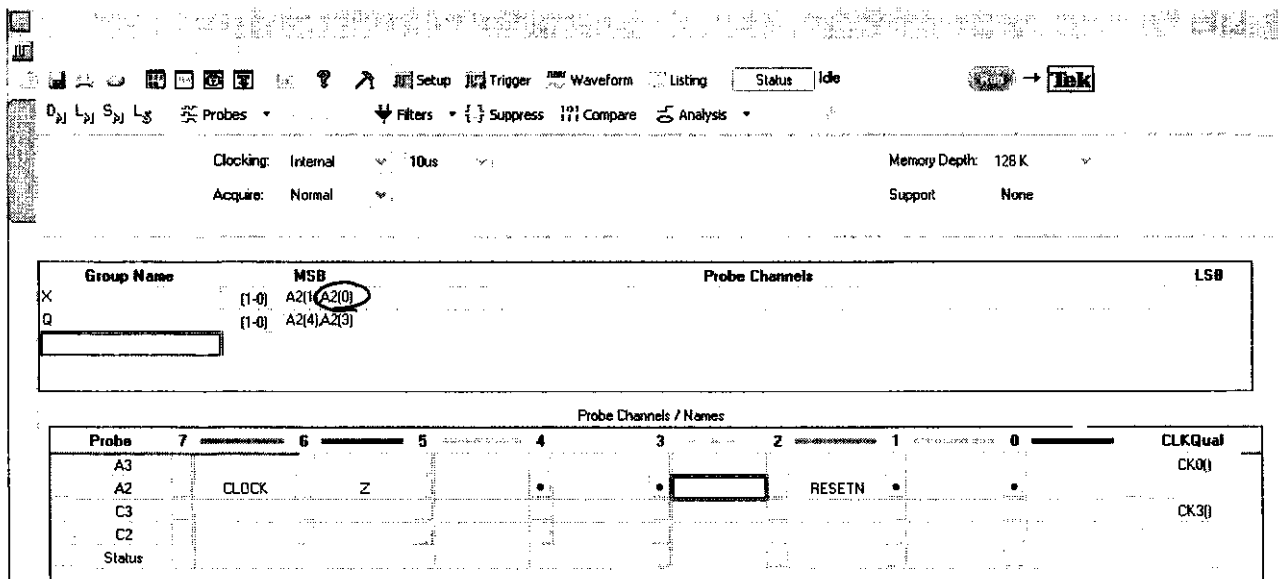 Setup Trigger Waveform Listing Status Idle → Tek
Probes Filters Suppress Compare Analysis
Clocking: Internal 10us Memory Depth: 128 K
Acquire: Normal Support None
Group Name MSB Probe Channels LSB
X (1-0) A2(1),A2(0)
Q (1-0) A2(4),A2(3)
Probe Channels / Names
Probe 7 6 5 4 3 2 1 0 CLKQual
A3 CK0()
A2 CLOCK Z RESETN
C3 CK3()
C2
Status